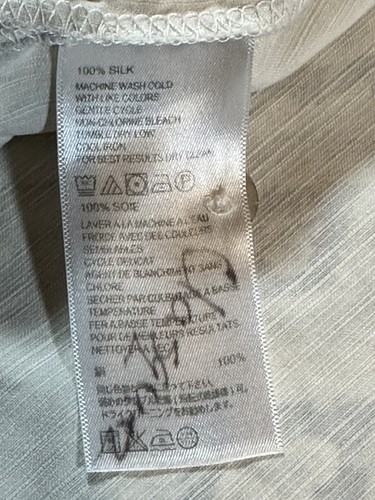 100% SILK
MACHINE WASH COLD
WITH LIKE COLORS
GENTLE CYCLE
NON-CHLORINE BLEACH
TUMBLE DRY LOW
COOL IRON
FOR BEST RESULTS DRY CLEAN
100% SOIE
LAVER A LA MACHINE A L'EAU
FROIDE AVEC DES COULEURS
SEMBLABLES
CYCLE DELICAT
AGENT DE BLANCHIMENT SANS
CHLORE
SECHER PAR CULBUTAGE A BASSE
TEMPERATURE
FER A BASSE TEMPERATURE
POUR DE MEILLEURS RESULTATS.
NETTOYER A SEC
絹 100%